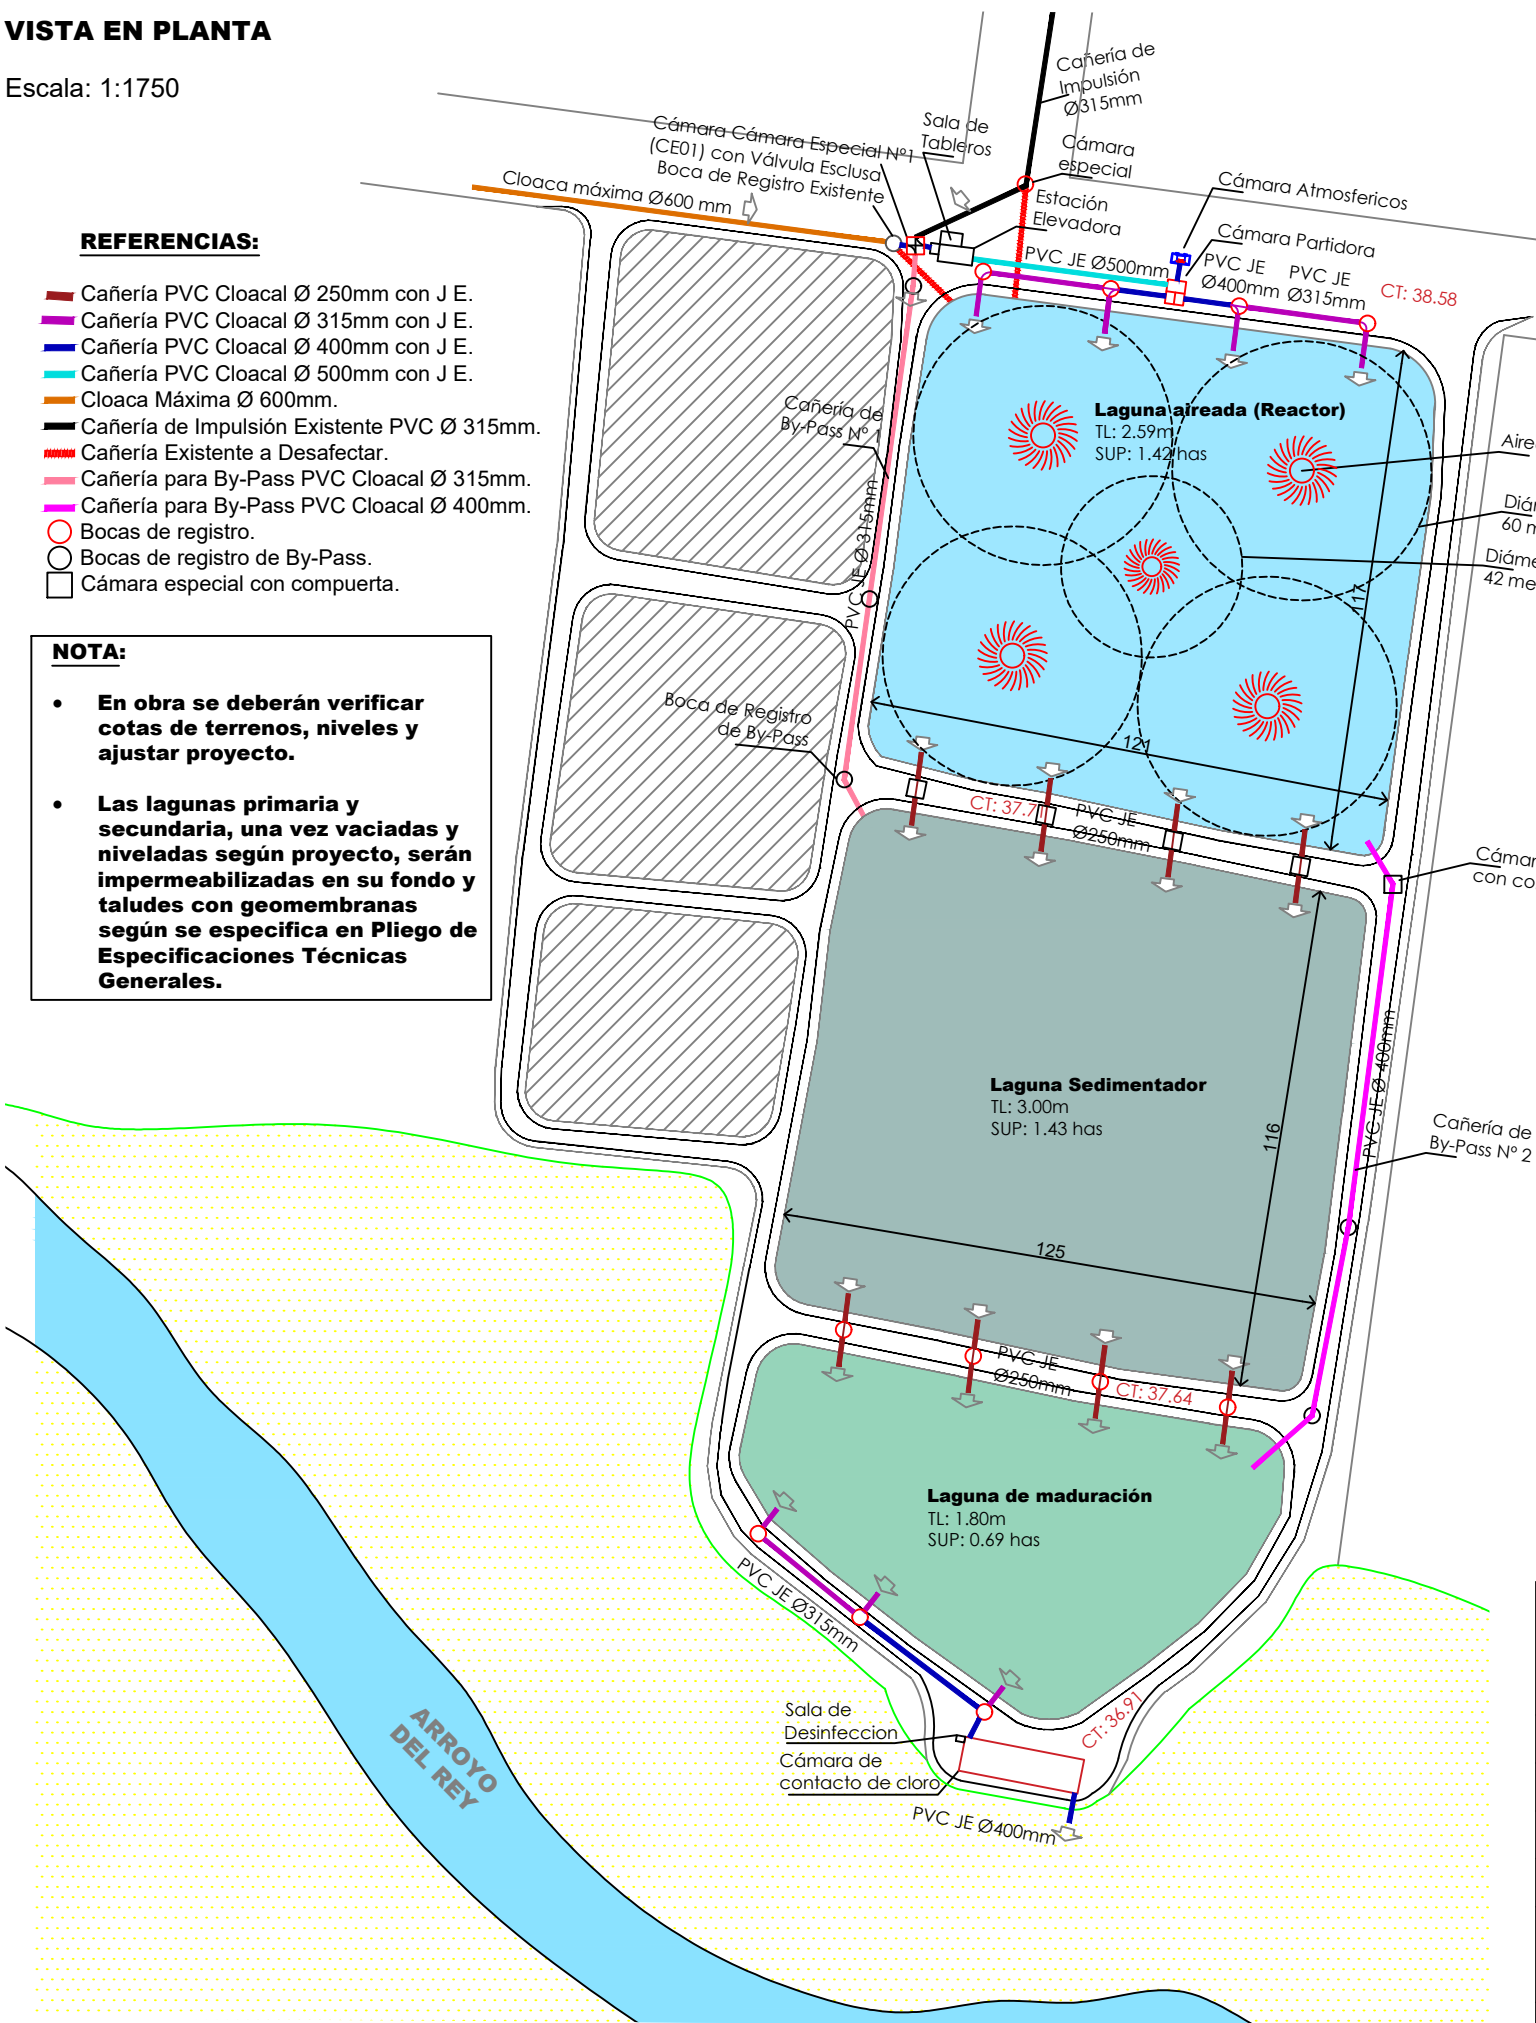 VISTA EN PLANTA
Escala: 1:1750
Cañería de
Impulsión
Ø315mm
Sala de
Tableros
Cámara Cámara Especial N°1
(CE01) con Válvula Esclusa
Boca de Registro Existente
Cámara
especial
Cloaca máxima Ø600 mm
Cámara Atmosfericos
Estación
Elevadora
Cámara Partidora
PVC JE Ø500mm
PVC JE
Ø400mm
PVC JE
Ø315mm
CT: 38.58
REFERENCIAS:
Cañería PVC Cloacal Ø 250mm con J E.
Cañería PVC Cloacal Ø 315mm con J E.
Cañería PVC Cloacal Ø 400mm con J E.
Cañería PVC Cloacal Ø 500mm con J E.
Cloaca Máxima Ø 600mm.
Cañería de Impulsión Existente PVC Ø 315mm.
Cañería Existente a Desafectar.
Cañería para By-Pass PVC Cloacal Ø 315mm.
Cañería para By-Pass PVC Cloacal Ø 400mm.
Bocas de registro.
Bocas de registro de By-Pass.
Cámara especial con compuerta.
Cañería de
By-Pass N° 1
Laguna aireada (Reactor)
TL: 2.59m
SUP: 1.42 has
Aire
Diám
60 m
Diáme
42 me
PVC JE Ø 315mm
117
121
NOTA:
• En obra se deberán verificar
cotas de terrenos, niveles y
ajustar proyecto.
• Las lagunas primaria y
secundaria, una vez vaciadas y
niveladas según proyecto, serán
impermeabilizadas en su fondo y
taludes con geomembranas
según se especifica en Pliego de
Especificaciones Técnicas
Generales.
Boca de Registro
de By-Pass
CT: 37.71
PVC JE
Ø250mm
Cámar
con co
Laguna Sedimentador
TL: 3.00m
SUP: 1.43 has
116
125
PVC JE Ø 400mm
Cañería de
By-Pass N° 2
PVC JE
Ø250mm
CT: 37.64
Laguna de maduración
TL: 1.80m
SUP: 0.69 has
PVC JE Ø315mm
Sala de
Desinfeccion
Cámara de
contacto de cloro
CT: 36.91
PVC JE Ø400mm
ARROYO
DEL REY